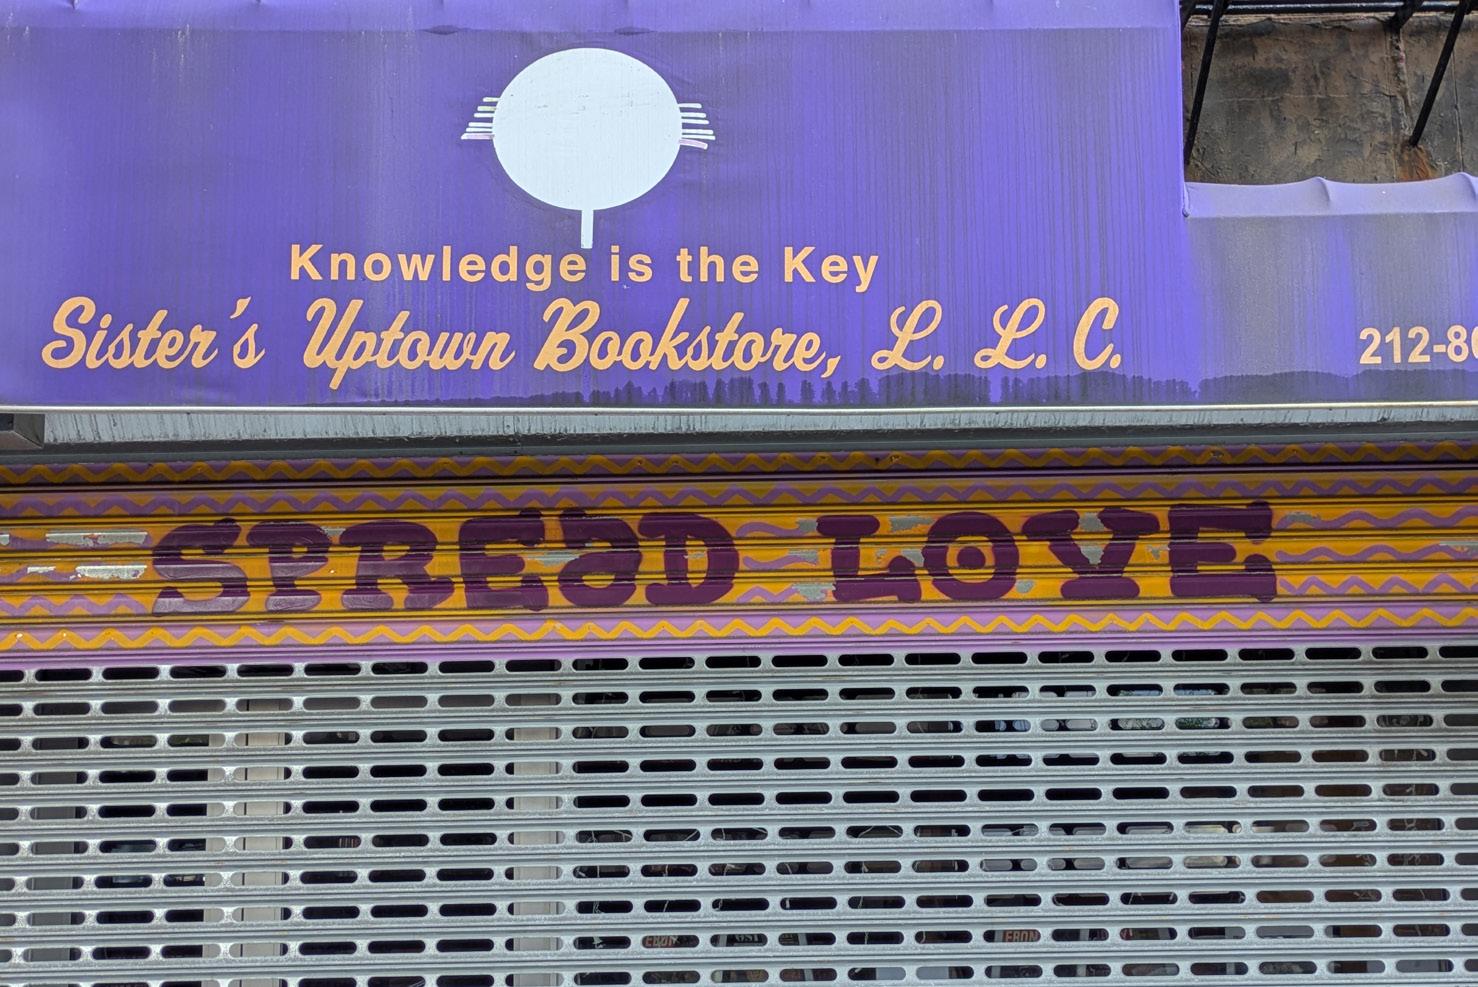 Knowledge is the Key
Sister's Uptown Bookstore, L. L. C.
212-8
SPREaD LOVE